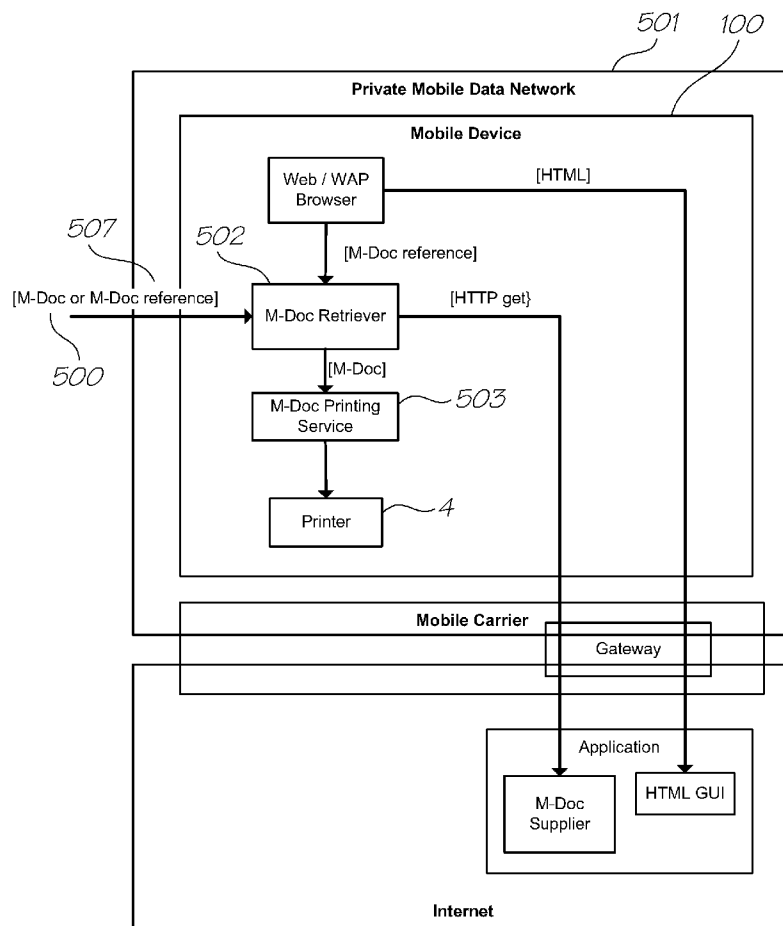 501
100
Private Mobile Data Network
Mobile Device
Web / WAP
Browser
[HTML]
507
502
[M-Doc reference]
[M-Doc or M-Doc reference]
M-Doc Retriever
[HTTP get}
500
[M-Doc]
503
M-Doc Printing
Service
4
Printer
Mobile Carrier
Gateway
Application
M-Doc
Supplier
HTML GUI
Internet